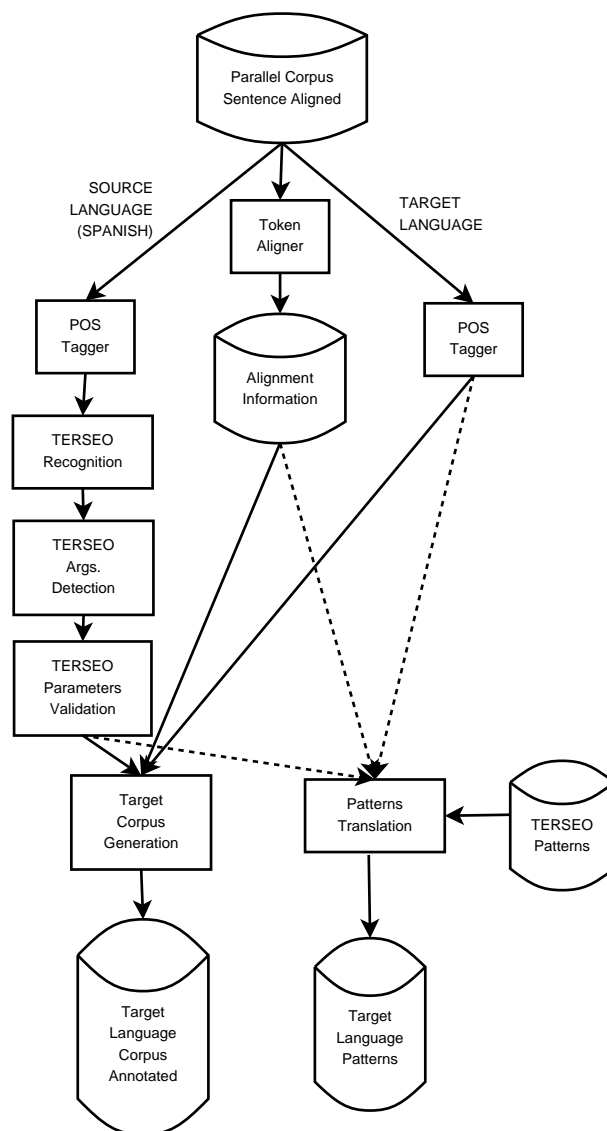 Parallel Corpus
Sentence Aligned
SOURCE
LANGUAGE
(SPANISH)
Token
Aligner
TARGET
LANGUAGE
POS
Tagger
Alignment
Information
POS
Tagger
TERSEO
Recognition
TERSEO
Args.
Detection
TERSEO
Parameters
Validation
Target
Corpus
Generation
Patterns
Translation
TERSEO
Patterns
Target
Language
Corpus
Annotated
Target
Language
Patterns